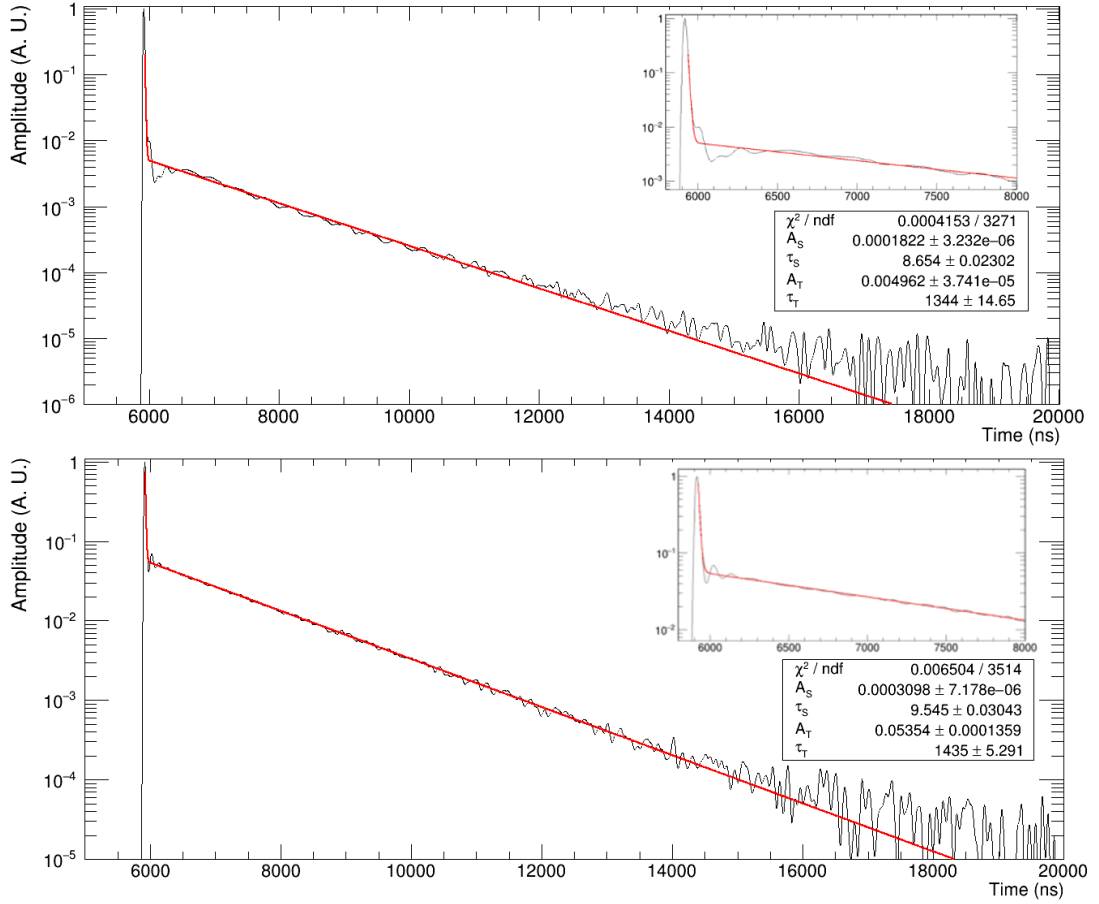 Amplitude (A. U.)
1
10⁻¹
10⁻²
10⁻³
10⁻⁴
10⁻⁵
10⁻⁶
6000 8000 10000 12000 14000 16000 18000 20000
Time (ns)
1
10⁻¹
10⁻²
10⁻³
6000 6500 7000 7500 8000
χ² / ndf 0.0004153 / 3271
A_S 0.0001822 ± 3.232e−06
τ_S 8.654 ± 0.02302
A_T 0.004962 ± 3.741e−05
τ_T 1344 ± 14.65
Amplitude (A. U.)
1
10⁻¹
10⁻²
10⁻³
10⁻⁴
10⁻⁵
6000 8000 10000 12000 14000 16000 18000 20000
Time (ns)
1
10⁻¹
10⁻²
6000 6500 7000 7500 8000
χ² / ndf 0.006504 / 3514
A_S 0.0003098 ± 7.178e−06
τ_S 9.545 ± 0.03043
A_T 0.05354 ± 0.0001359
τ_T 1435 ± 5.291